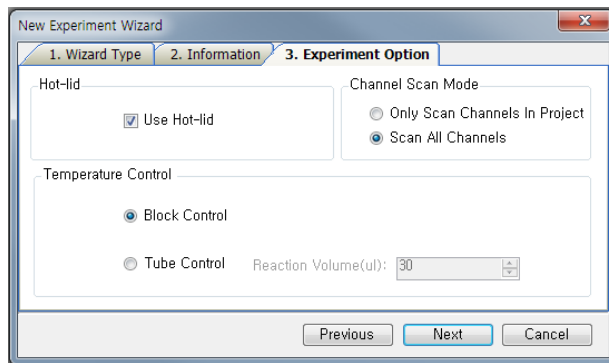 New Experiment Wizard
1. Wizard Type
2. Information
3. Experiment Option
Hot-lid
Use Hot-lid
Channel Scan Mode
Only Scan Channels In Project
Scan All Channels
Temperature Control
Block Control
Tube Control
Reaction Volume(ul):
30
Previous
Next
Cancel